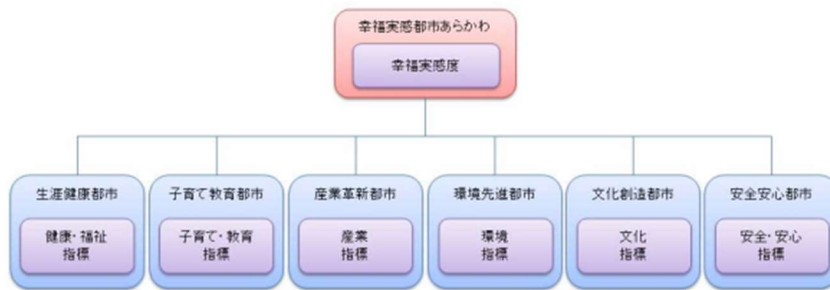 幸福実感都市あらかわ
幸福実感度
生涯健康都市
健康・福祉
指標
子育て教育都市
子育て・教育
指標
産業革新都市
産業
指標
環境先進都市
環境
指標
文化創造都市
文化
指標
安全安心都市
安全・安心
指標